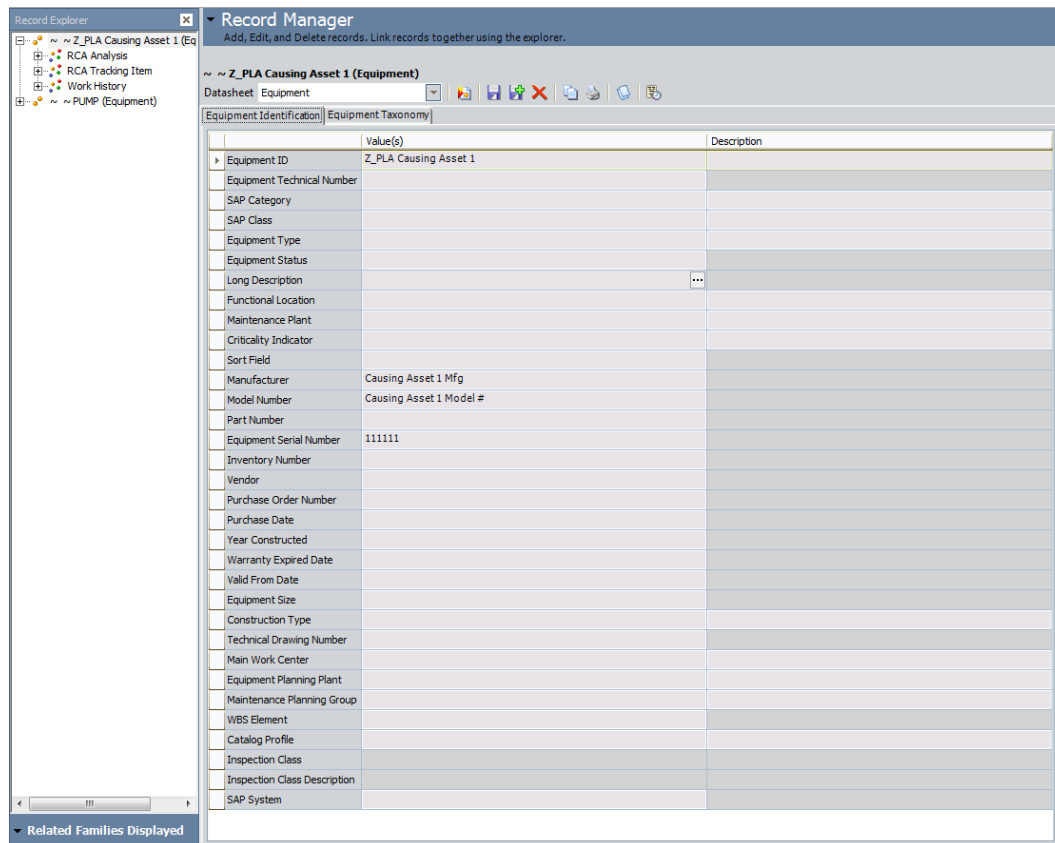 Record Explorer
~ ~ Z_PLA Causing Asset 1 (Eq
RCA Analysis
RCA Tracking Item
Work History
~ ~ PUMP (Equipment)
Related Families Displayed
Record Manager
Add, Edit, and Delete records. Link records together using the explorer.
~ ~ Z_PLA Causing Asset 1 (Equipment)
Datasheet Equipment
Equipment Identification Equipment Taxonomy
Value(s) Description
Equipment ID Z_PLA Causing Asset 1
Equipment Technical Number
SAP Category
SAP Class
Equipment Type
Equipment Status
Long Description ...
Functional Location
Maintenance Plant
Criticality Indicator
Sort Field
Manufacturer Causing Asset 1 Mfg
Model Number Causing Asset 1 Model #
Part Number
Equipment Serial Number 111111
Inventory Number
Vendor
Purchase Order Number
Purchase Date
Year Constructed
Warranty Expired Date
Valid From Date
Equipment Size
Construction Type
Technical Drawing Number
Main Work Center
Equipment Planning Plant
Maintenance Planning Group
WBS Element
Catalog Profile
Inspection Class
Inspection Class Description
SAP System